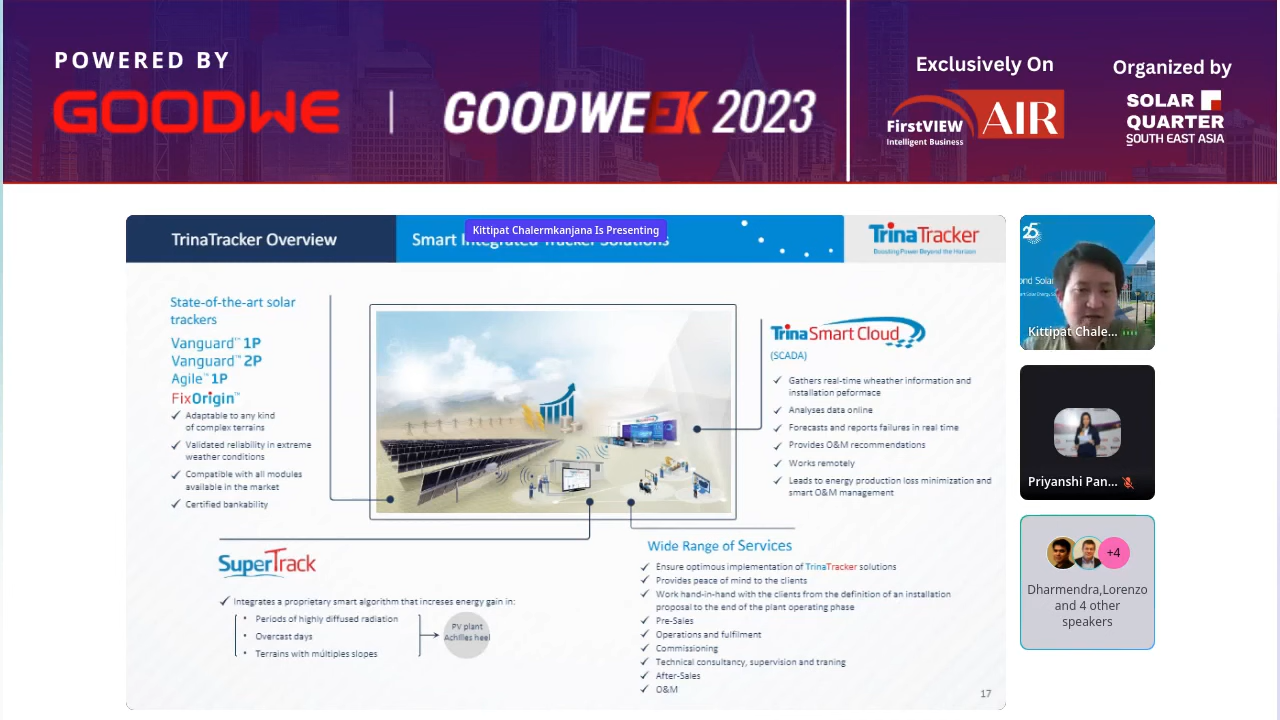 POWERED BY
GOODWE
GOODWEEK 2023
Exclusively On
FirstVIEW
Intelligent Business
AIR
Organized by
SOLAR
QUARTER
SOUTH EAST ASIA
TrinaTracker Overview
Smart Integrated Tracker Solutions
Kittipat Chalermkanjana Is Presenting
TrinaTracker
Boosting Power Beyond the Horizon
State-of-the-art solar
trackers
Vanguard™ 1P
Vanguard™ 2P
Agile™ 1P
FixOrigin™
✓ Adaptable to any kind
of complex terrains
✓ Validated reliability in extreme
weather conditions
✓ Compatible with all modules
available in the market
✓ Certified bankability
TrinaSmart Cloud
(SCADA)
✓ Gathers real-time wheather information and
installation peformace
✓ Analyses data online
✓ Forecasts and reports failures in real time
✓ Provides O&M recommendations
✓ Works remotely
✓ Leads to energy production loss minimization and
smart O&M management
SuperTrack
✓ Integrates a proprietary smart algorithm that increses energy gain in:
• Periods of highly diffused radiation
• Overcast days
• Terrains with múltiples slopes
PV plant
Achilles heel
Wide Range of Services
✓ Ensure optimous implementation of TrinaTracker solutions
✓ Provides peace of mind to the clients
✓ Work hand-in-hand with the clients from the definition of an installation
proposal to the end of the plant operating phase
✓ Pre-Sales
✓ Operations and fulfilment
✓ Commissioning
✓ Technical consultancy, supervision and traning
✓ After-Sales
✓ O&M
17
25
Kittipat Chale...
Priyanshi Pan...
+4
Dharmendra,Lorenzo
and 4 other
speakers